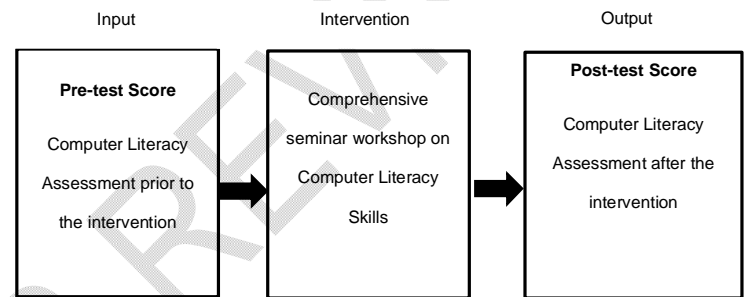 Input
Intervention
Output
Pre-test Score
Computer Literacy
Assessment prior to
the intervention
Comprehensive
seminar workshop on
Computer Literacy
Skills
Post-test Score
Computer Literacy
Assessment after the
intervention